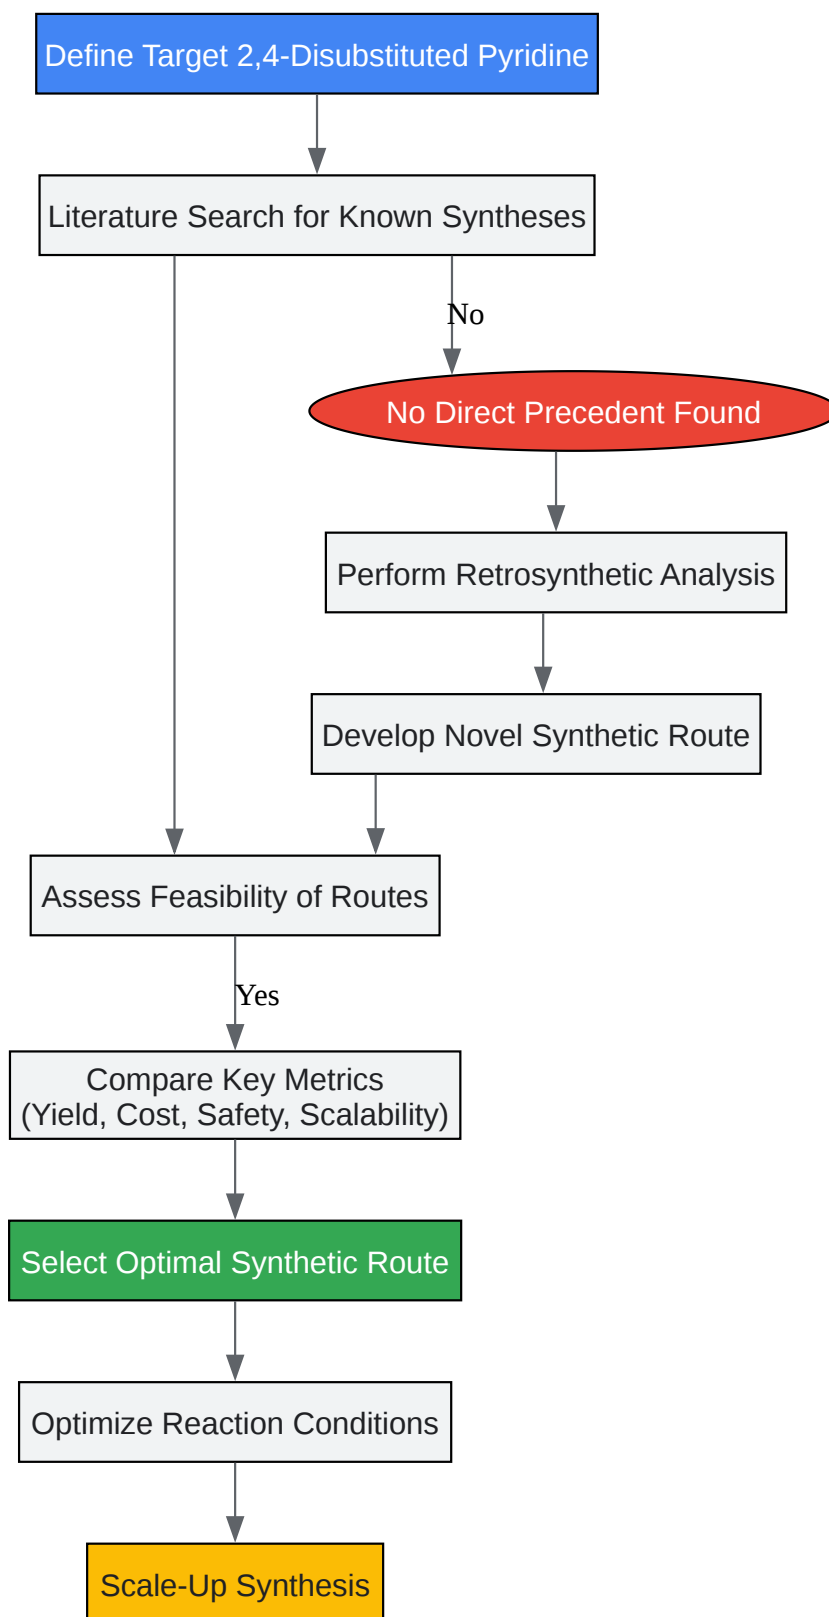 Define Target 2,4-Disubstituted Pyridine
Literature Search for Known Syntheses
No
No Direct Precedent Found
Perform Retrosynthetic Analysis
Develop Novel Synthetic Route
Assess Feasibility of Routes
Yes
Compare Key Metrics
(Yield, Cost, Safety, Scalability)
Select Optimal Synthetic Route
Optimize Reaction Conditions
Scale-Up Synthesis